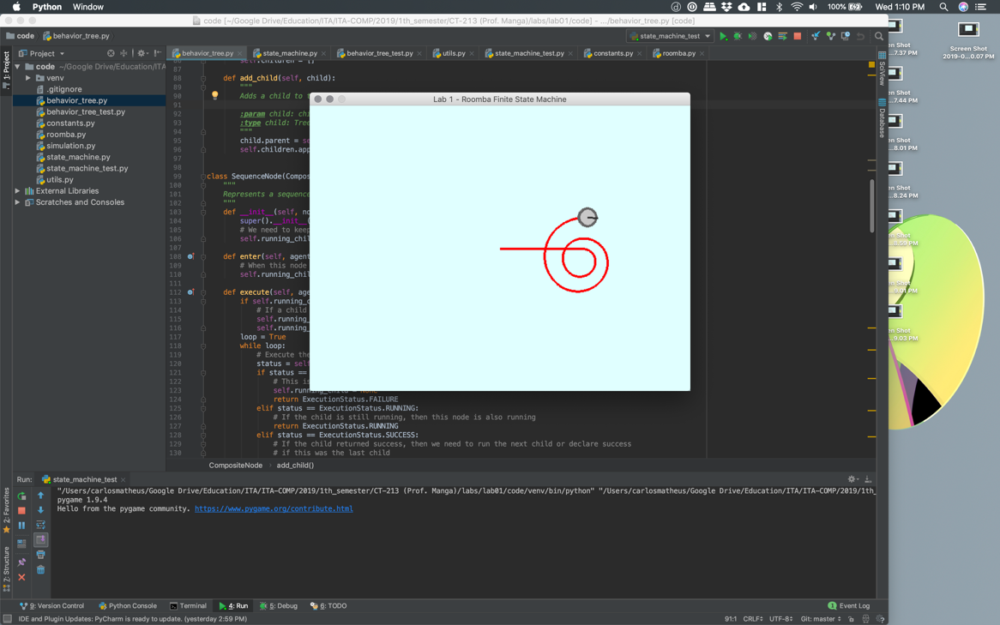 Python Window
100% Wed 1:10 PM
code [~/Google Drive/Education/ITA/ITA-COMP/2019/1th_semester/CT-213 (Prof. Manga)/labs/lab01/code] - .../behavior_tree.py [code]
code behavior_tree.py
state_machine_test
Project
behavior_tree.py state_machine.py behavior_tree_test.py utils.py state_machine_test.py constants.py roomba.py
1: Project
code ~/Google Drive/Education/ITA
venv
.gitignore
behavior_tree.py
behavior_tree_test.py
constants.py
roomba.py
simulation.py
state_machine.py
state_machine_test.py
utils.py
External Libraries
Scratches and Consoles
86 self.children = []
87
88 def add_child(self, child):
89 """
90 Adds a child to t
91
92 :param child: chi
93 :type child: Tree
94 """
95 child.parent = se
96 self.children.app
97
98
99 class SequenceNode(Compos
100 """
101 Represents a sequence
102 """
103 def __init__(self, no
104 super().__init__(
105 # We need to keep
106 self.running_chil
107
108 def enter(self, agent
109 # When this node
110 self.running_chil
111
112 def execute(self, age
113 if self.running_c
114 # If a child
115 self.running_
116 self.running_
117 loop = True
118 while loop:
119 # Execute the
120 status = self
121 if status ==
122 # This is
123 self.running_child = None
124 return ExecutionStatus.FAILURE
125 elif status == ExecutionStatus.RUNNING:
126 # If the child is still running, then this node is also running
127 return ExecutionStatus.RUNNING
128 elif status == ExecutionStatus.SUCCESS:
129 # If the child returned success, then we need to run the next child or declare success
130 # if this was the last child
CompositeNode add_child()
Lab 1 - Roomba Finite State Machine
SciView
Database
Screen Shot
2019-0...0.07 PM
en Shot
...7.37 PM
en Shot
...7.44 PM
en Shot
...8.01 PM
en Shot
...8.24 PM
en Shot
...8.59 PM
en Shot
...9.01 PM
en Shot
...9.03 PM
Run: state_machine_test
"/Users/carlosmatheus/Google Drive/Education/ITA/ITA-COMP/2019/1th_semester/CT-213 (Prof. Manga)/labs/lab01/code/venv/bin/python" "/Users/carlosmatheus/Google Drive/Education/ITA/ITA-COMP/2019/1th_
pygame 1.9.4
Hello from the pygame community. https://www.pygame.org/contribute.html
2: Favorites
7: Structure
9: Version Control Python Console Terminal 4: Run 5: Debug 6: TODO Event Log
IDE and Plugin Updates: PyCharm is ready to update. (yesterday 2:59 PM) 91:1 CRLF UTF-8 Git: master